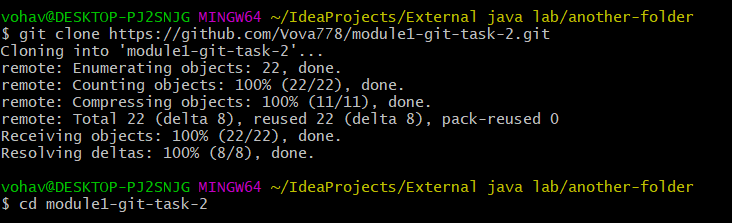 vohav@DESKTOP-PJ2SNJG MINGW64 ~/IdeaProjects/External java lab/another-folder
$ git clone https://github.com/Vova778/module1-git-task-2.git
Cloning into 'module1-git-task-2'...
remote: Enumerating objects: 22, done.
remote: Counting objects: 100% (22/22), done.
remote: Compressing objects: 100% (11/11), done.
remote: Total 22 (delta 8), reused 22 (delta 8), pack-reused 0
Receiving objects: 100% (22/22), done.
Resolving deltas: 100% (8/8), done.
vohav@DESKTOP-PJ2SNJG MINGW64 ~/IdeaProjects/External java lab/another-folder
$ cd module1-git-task-2